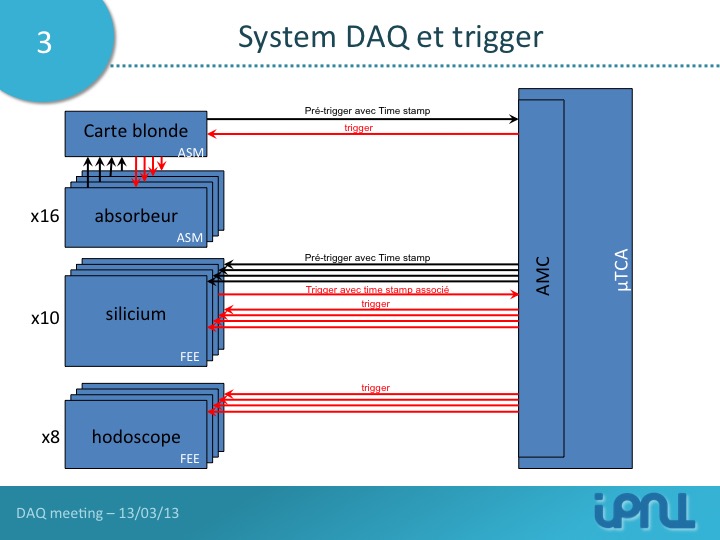 3
System DAQ et trigger
Pré-trigger avec Time stamp
Carte blonde
trigger
ASM
x16
absorbeur
ASM
Pré-trigger avec Time stamp
AMC
µTCA
Trigger avec time stamp associé
trigger
silicium
x10
FEE
trigger
x8
hodoscope
FEE
DAQ meeting – 13/03/13
ipnl